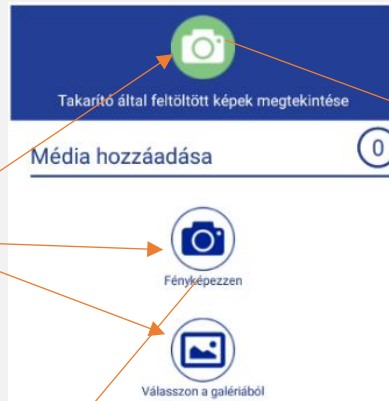 Takarító által feltöltött képek megtekintése
Média hozzáadása 0
Fényképezzen
Válasszon a galériából